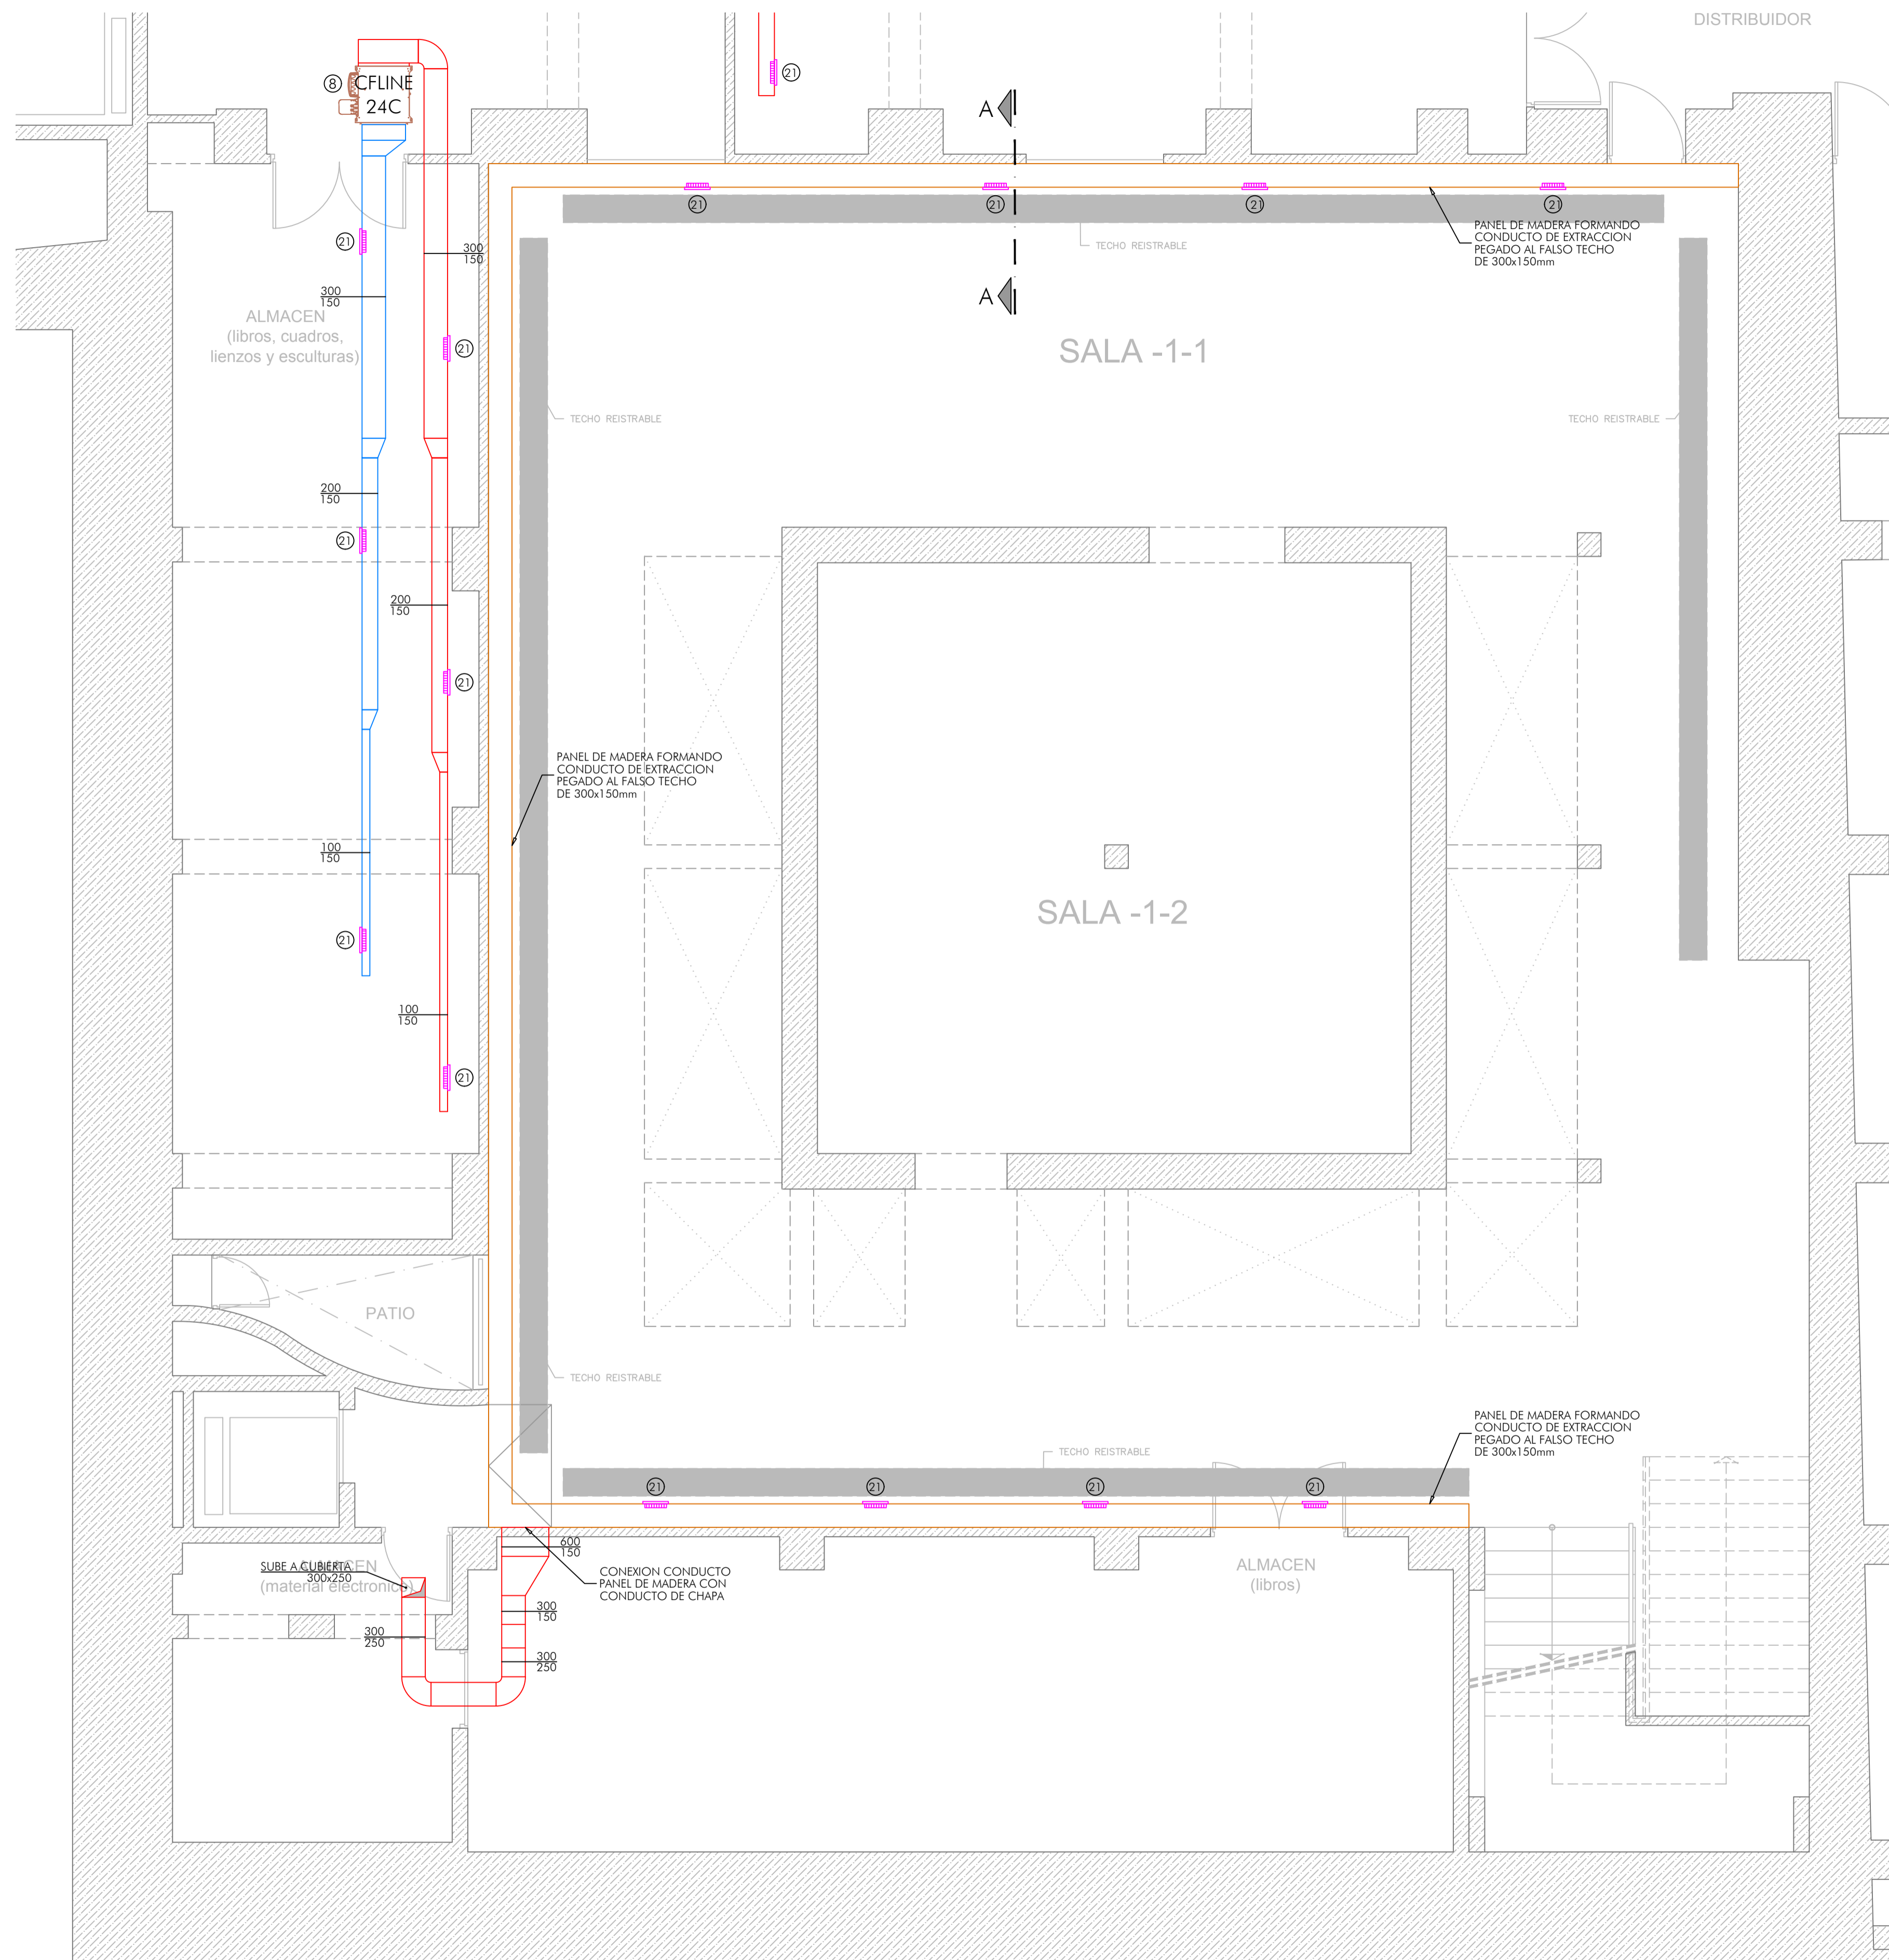 DISTRIBUIDOR
8
CFLINE
24C
21
A
21
21
21
21
PANEL DE MADERA FORMANDO
CONDUCTO DE EXTRACCION
PEGADO AL FALSO TECHO
DE 300x150mm
21
300
150
TECHO REISTRABLE
300
150
A
ALMACEN
(libros, cuadros,
lienzos y esculturas)
21
SALA -1-1
TECHO REISTRABLE
TECHO REISTRABLE
200
150
21
200
150
21
PANEL DE MADERA FORMANDO
CONDUCTO DE EXTRACCION
PEGADO AL FALSO TECHO
DE 300x150mm
100
150
SALA -1-2
21
100
150
21
PATIO
TECHO REISTRABLE
PANEL DE MADERA FORMANDO
CONDUCTO DE EXTRACCION
PEGADO AL FALSO TECHO
DE 300x150mm
TECHO REISTRABLE
21
21
21
21
600
150
SUBE A CUBIERTA
300x250
ALMACEN
(material electronico)
CONEXION CONDUCTO
PANEL DE MADERA CON
CONDUCTO DE CHAPA
ALMACEN
(libros)
300
150
300
250
300
250